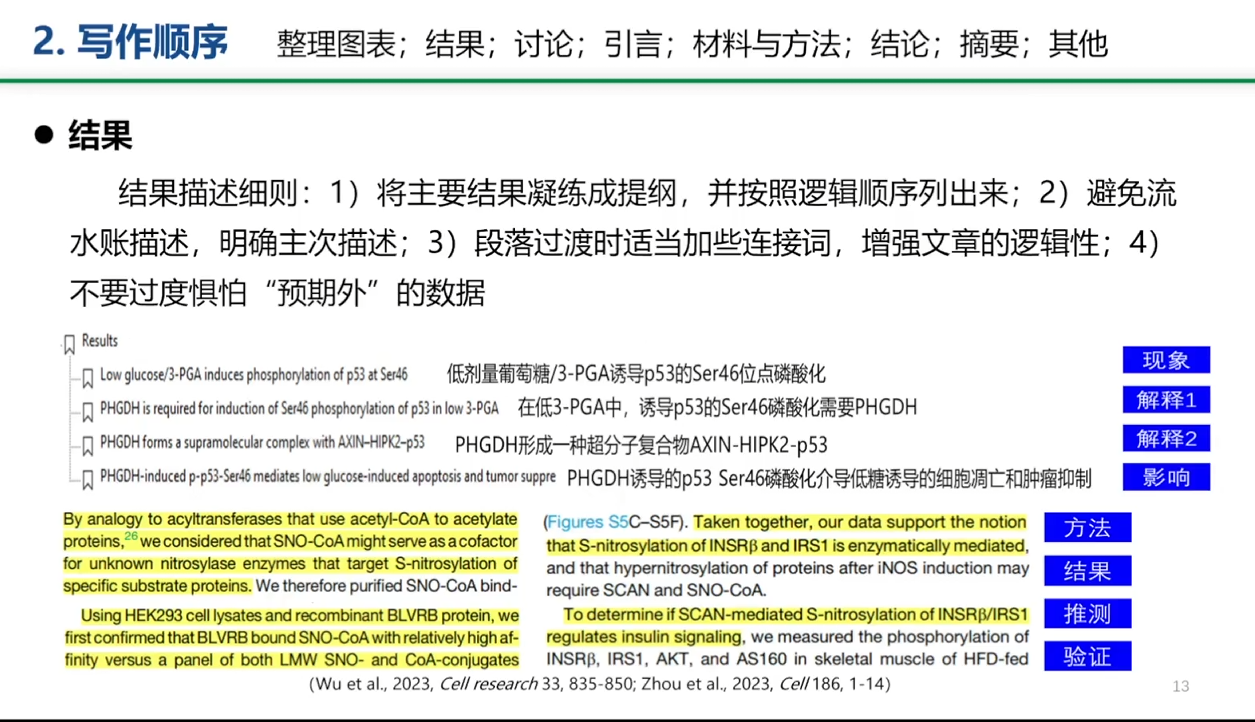 2. 写作顺序 整理图表；结果；讨论；引言；材料与方法；结论；摘要；其他
● 结果
结果描述细则：1）将主要结果凝练成提纲，并按照逻辑顺序列出来；2）避免流
水账描述，明确主次描述；3）段落过渡时适当加些连接词，增强文章的逻辑性；4）
不要过度惧怕“预期外”的数据
Results
Low glucose/3-PGA induces phosphorylation of p53 at Ser46 低剂量葡萄糖/3-PGA诱导p53的Ser46位点磷酸化 现象
PHGDH is required for induction of Ser46 phosphorylation of p53 in low 3-PGA 在低3-PGA中，诱导p53的Ser46磷酸化需要PHGDH 解释1
PHGDH forms a supramolecular complex with AXIN–HIPK2–p53 PHGDH形成一种超分子复合物AXIN-HIPK2-p53 解释2
PHGDH-induced p-p53-Ser46 mediates low glucose-induced apoptosis and tumor suppre PHGDH诱导的p53 Ser46磷酸化介导低糖诱导的细胞凋亡和肿瘤抑制 影响
By analogy to acyltransferases that use acetyl-CoA to acetylate
proteins,26 we considered that SNO-CoA might serve as a cofactor
for unknown nitrosylase enzymes that target S-nitrosylation of
specific substrate proteins. We therefore purified SNO-CoA bind-
Using HEK293 cell lysates and recombinant BLVRB protein, we
first confirmed that BLVRB bound SNO-CoA with relatively high af-
finity versus a panel of both LMW SNO- and CoA-conjugates
(Figures S5C–S5F). Taken together, our data support the notion
that S-nitrosylation of INSRβ and IRS1 is enzymatically mediated,
and that hypernitrosylation of proteins after iNOS induction may
require SCAN and SNO-CoA.
To determine if SCAN-mediated S-nitrosylation of INSRβ/IRS1
regulates insulin signaling, we measured the phosphorylation of
INSRβ, IRS1, AKT, and AS160 in skeletal muscle of HFD-fed
方法
结果
推测
验证
(Wu et al., 2023, Cell research 33, 835-850; Zhou et al., 2023, Cell 186, 1-14)
13